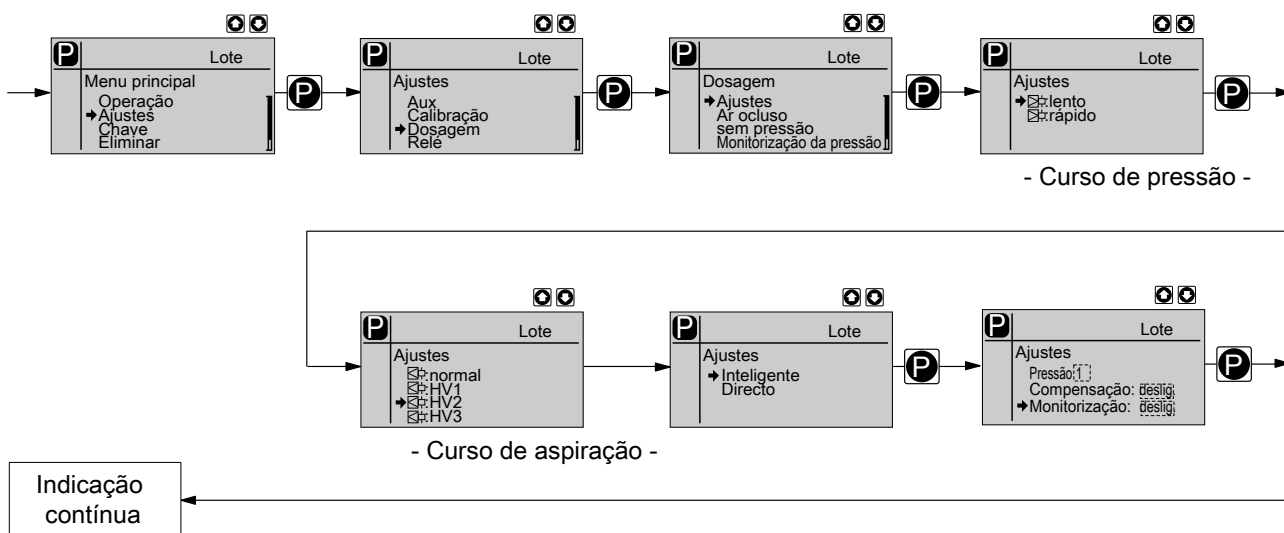 P Lote
Menu principal
Operação
Ajustes
Chave
Eliminar
P
P Lote
Ajustes
Aux
Calibração
Dosagem
Relé
P
P Lote
Dosagem
Ajustes
Ar ocluso
sem pressão
Monitorização da pressão
P
P Lote
Ajustes
:lento
:rápido
P
- Curso de pressão -
P Lote
Ajustes
:normal
:HV1
:HV2
:HV3
- Curso de aspiração -
P Lote
Ajustes
Inteligente
Directo
P
P Lote
Ajustes
Pressão 1
Compensação: deslig
Monitorização: deslig
P
Indicação
contínua